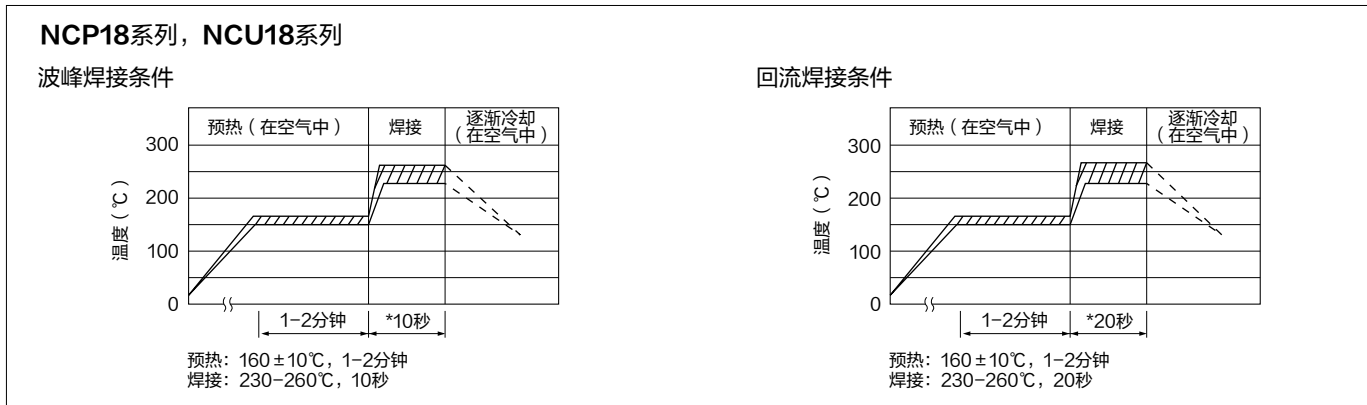 NCP18系列，NCU18系列
波峰焊接条件
预热（在空气中）
焊接
逐渐冷却
（在空气中）
温度（℃）
300
200
100
0
1−2分钟
*10秒
预热：160±10℃，1−2分钟
焊接：230−260℃，10秒
回流焊接条件
预热（在空气中）
焊接
逐渐冷却
（在空气中）
温度（℃）
300
200
100
0
1−2分钟
*20秒
预热：160±10℃，1−2分钟
焊接：230−260℃，20秒